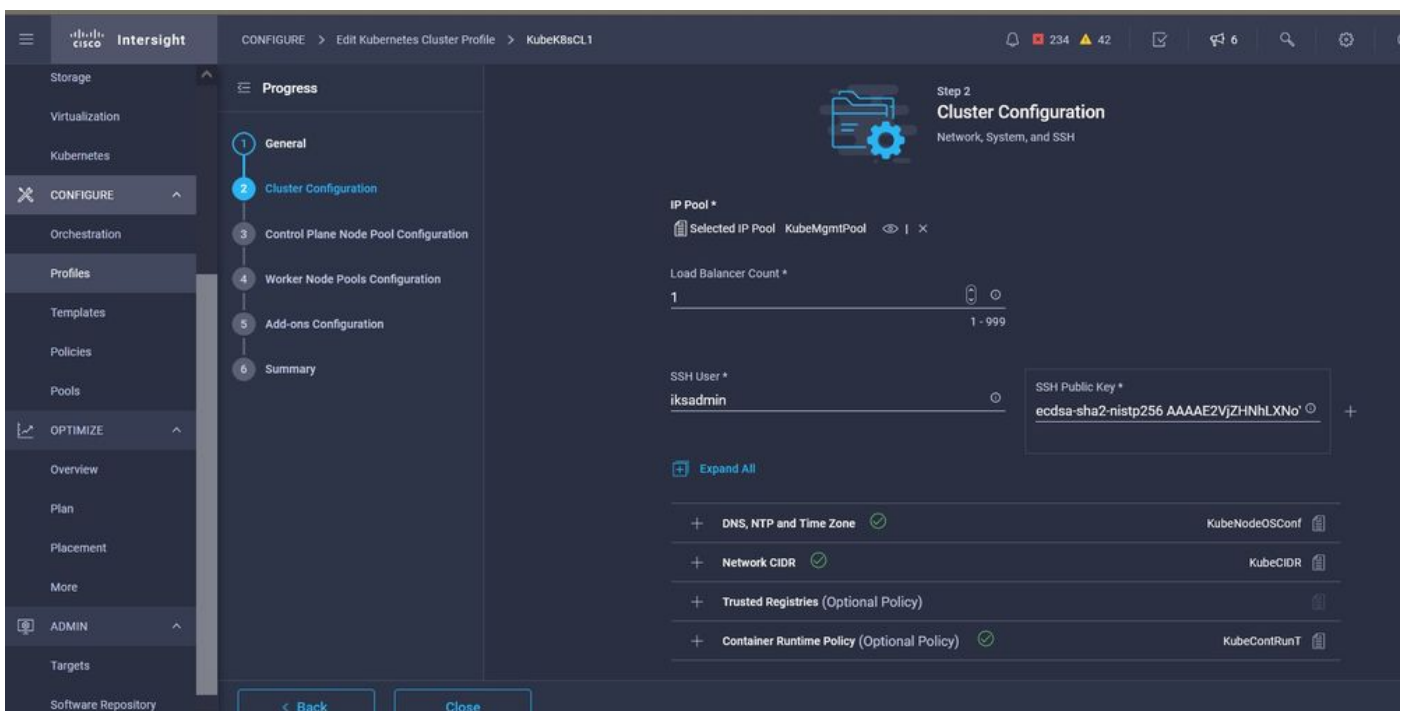 cisco Intersight
CONFIGURE > Edit Kubernetes Cluster Profile > KubeK8sCL1
234 42 6
Storage
Virtualization
Kubernetes
CONFIGURE
Orchestration
Profiles
Templates
Policies
Pools
OPTIMIZE
Overview
Plan
Placement
More
ADMIN
Targets
Software Repository
Progress
1 General
2 Cluster Configuration
3 Control Plane Node Pool Configuration
4 Worker Node Pools Configuration
5 Add-ons Configuration
6 Summary
Step 2
Cluster Configuration
Network, System, and SSH
IP Pool *
Selected IP Pool KubeMgmtPool
Load Balancer Count *
1
1 - 999
SSH User *
iksadmin
SSH Public Key *
ecdsa-sha2-nistp256 AAAAE2VjZHNhLXNo
Expand All
DNS, NTP and Time Zone KubeNodeOSConf
Network CIDR KubeCIDR
Trusted Registries (Optional Policy)
Container Runtime Policy (Optional Policy) KubeContRunT
< Back Close